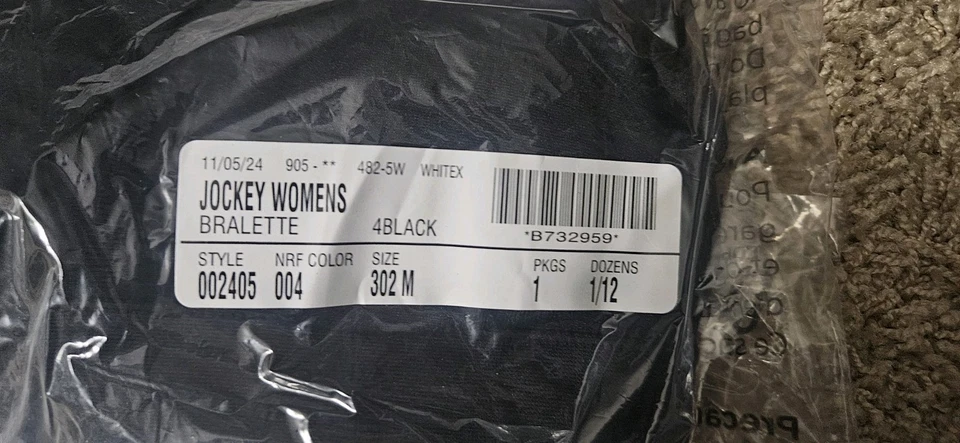 11/05/24 905 - ** 482-5W WHITEX
JOCKEY WOMENS
BRALETTE 4BLACK
*B732959*
STYLE NRF COLOR SIZE PKGS DOZENS
002405 004 302 M 1 1/12